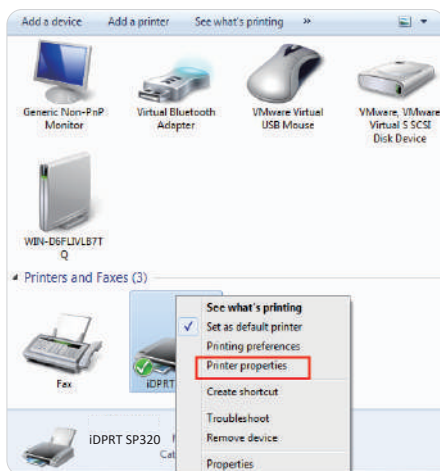 Add a device Add a printer See what's printing »
Generic Non-PnP
Monitor
Virtual Bluetooth
Adapter
VMware Virtual
USB Mouse
VMware, VMware
Virtual S SCSI
Disk Device
WIN-D6FLIVLB7T
Q
Printers and Faxes (3)
See what's printing
Set as default printer
Printing preferences
Printer properties
Create shortcut
Troubleshoot
Remove device
Properties
Fax
iDPRT
iDPRT SP320
Cat